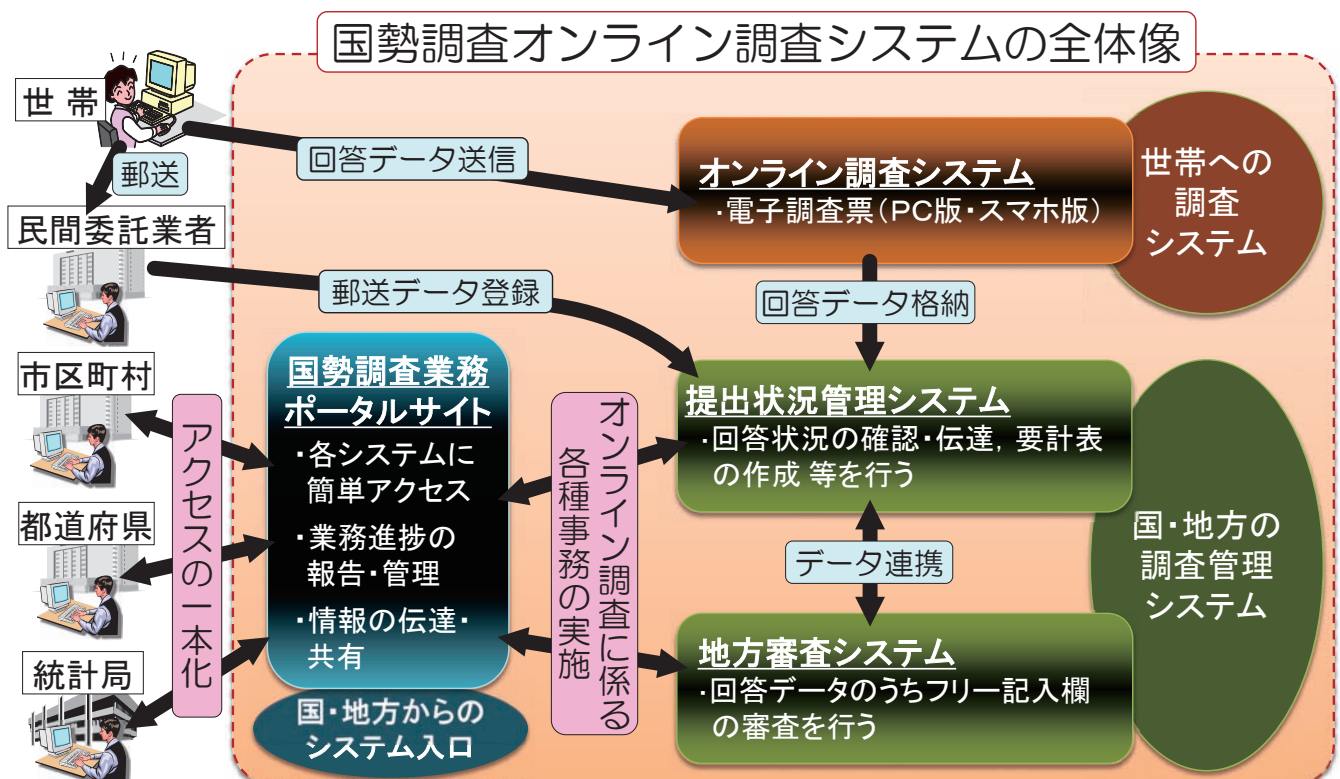 国勢調査オンライン調査システムの全体像
世 帯
郵送
回答データ送信
オンライン調査システム
・電子調査票(PC版・スマホ版)
世帯への
調査
システム
民間委託業者
郵送データ登録
回答データ格納
市区町村
都道府県
統計局
アクセスの一本化
国勢調査業務
ポータルサイト
・各システムに
簡単アクセス
・業務進捗の
報告・管理
・情報の伝達・
共有
国・地方からの
システム入口
オンライン調査に係る
各種事務の実施
提出状況管理システム
・回答状況の確認・伝達, 要計表
の作成 等を行う
データ連携
地方審査システム
・回答データのうちフリー記入欄
の審査を行う
国・地方の
調査管理
システム